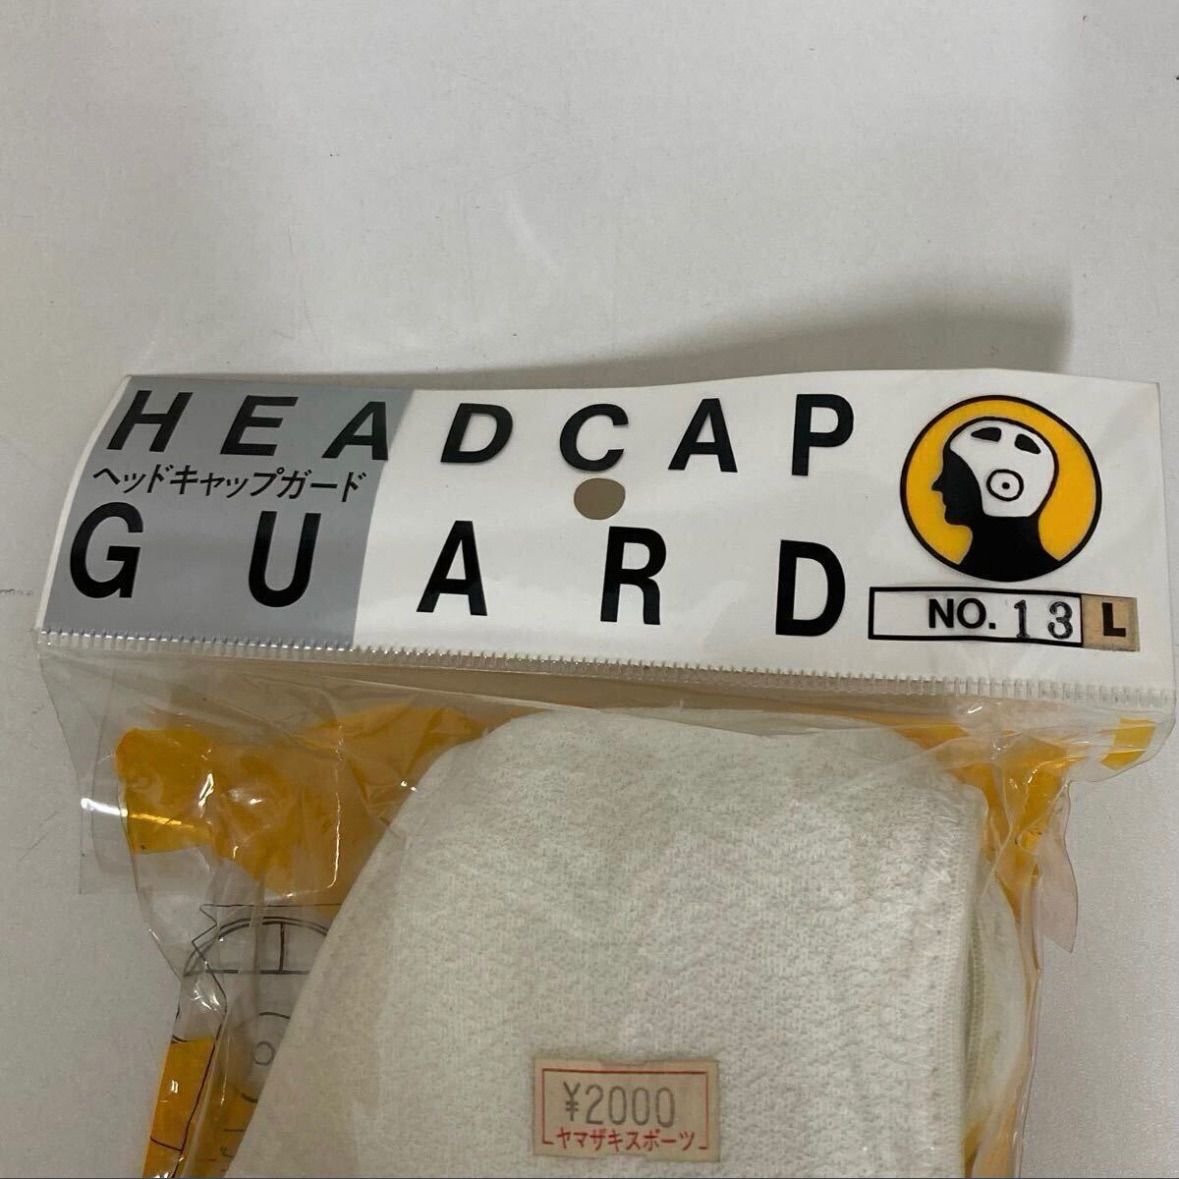 HEADCAP
ヘッドキャップガード
GUARD
NO. 13 L
¥2000
ヤマザキスポーツ